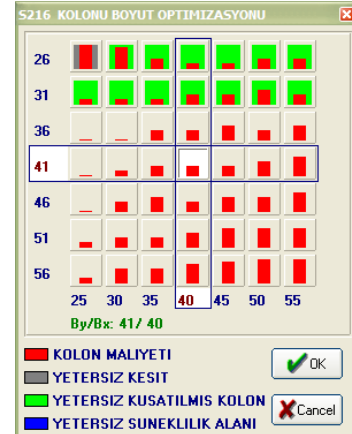 S216 KOLONU BOYUT OPTIMIZASYONU
26
31
36
41
46
51
56
25 30 35 40 45 50 55
By/Bx: 41/ 40
KOLON MALIYETI
YETERSIZ KESIT
YETERSIZ KUSATILMIS KOLON
YETERSIZ SUNEKLILIK ALANI
OK
Cancel